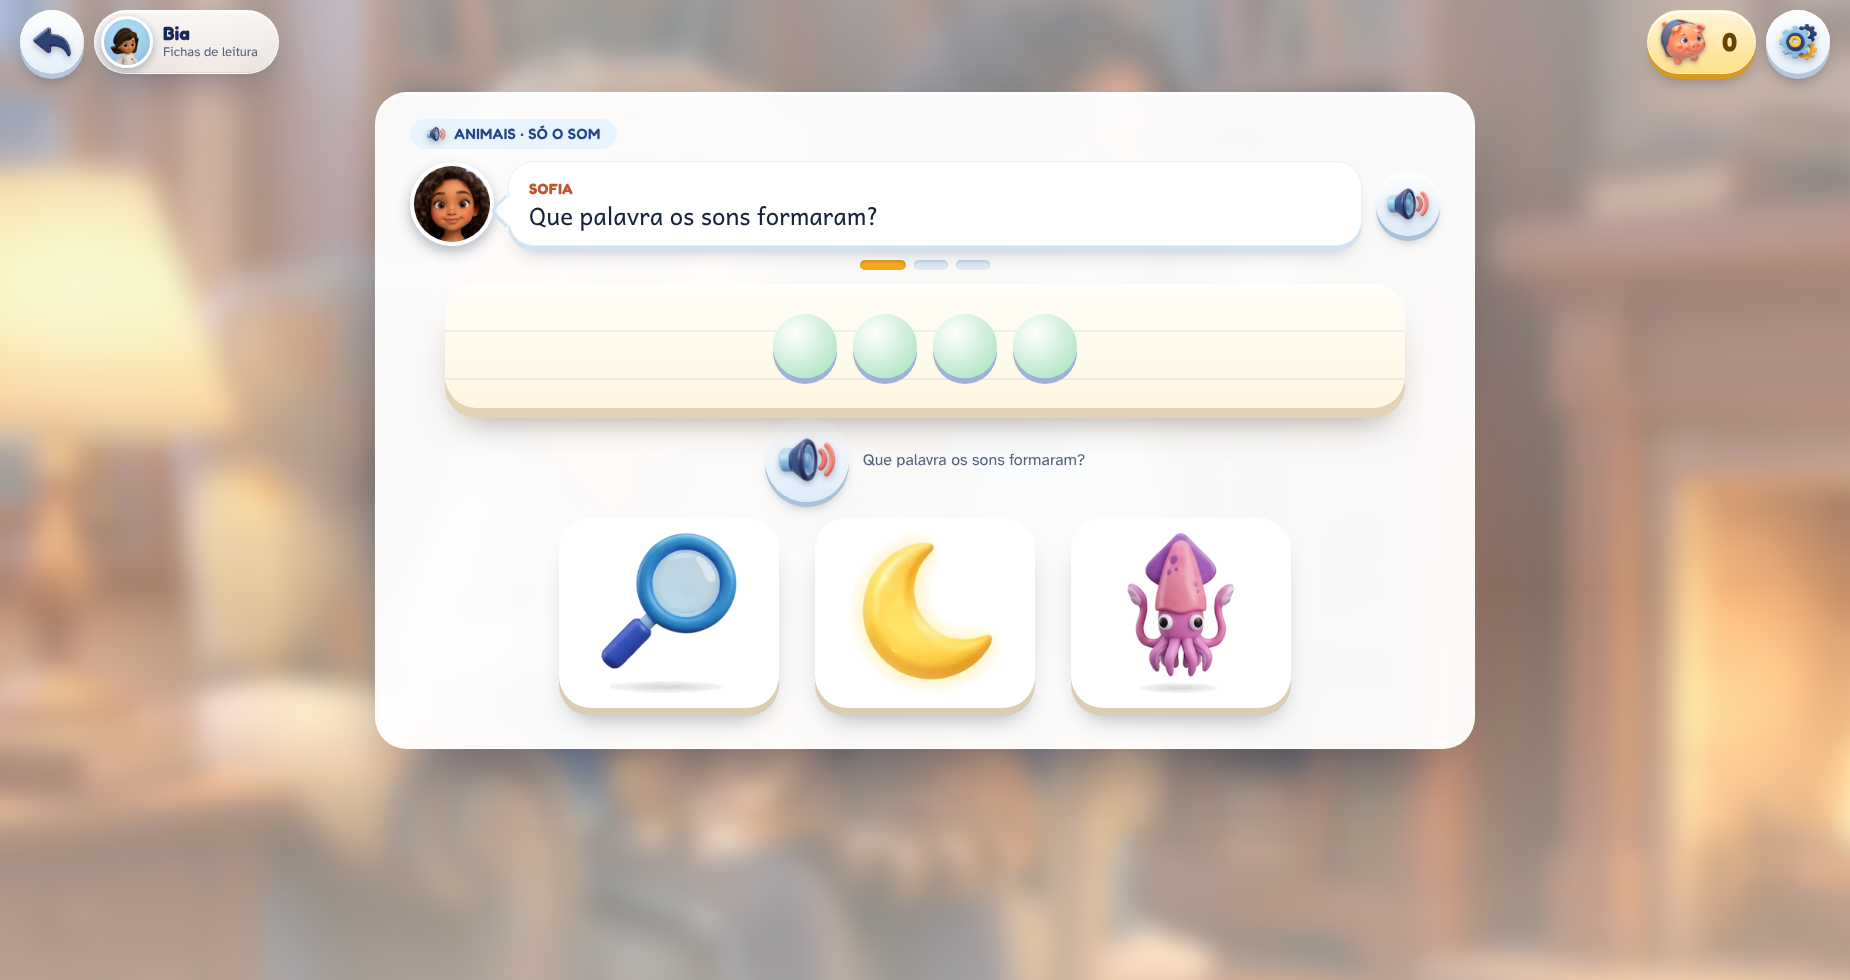 Bia
Fichas de leitura
0
ANIMAIS · SÓ O SOM
SOFIA
Que palavra os sons formaram?
Que palavra os sons formaram?